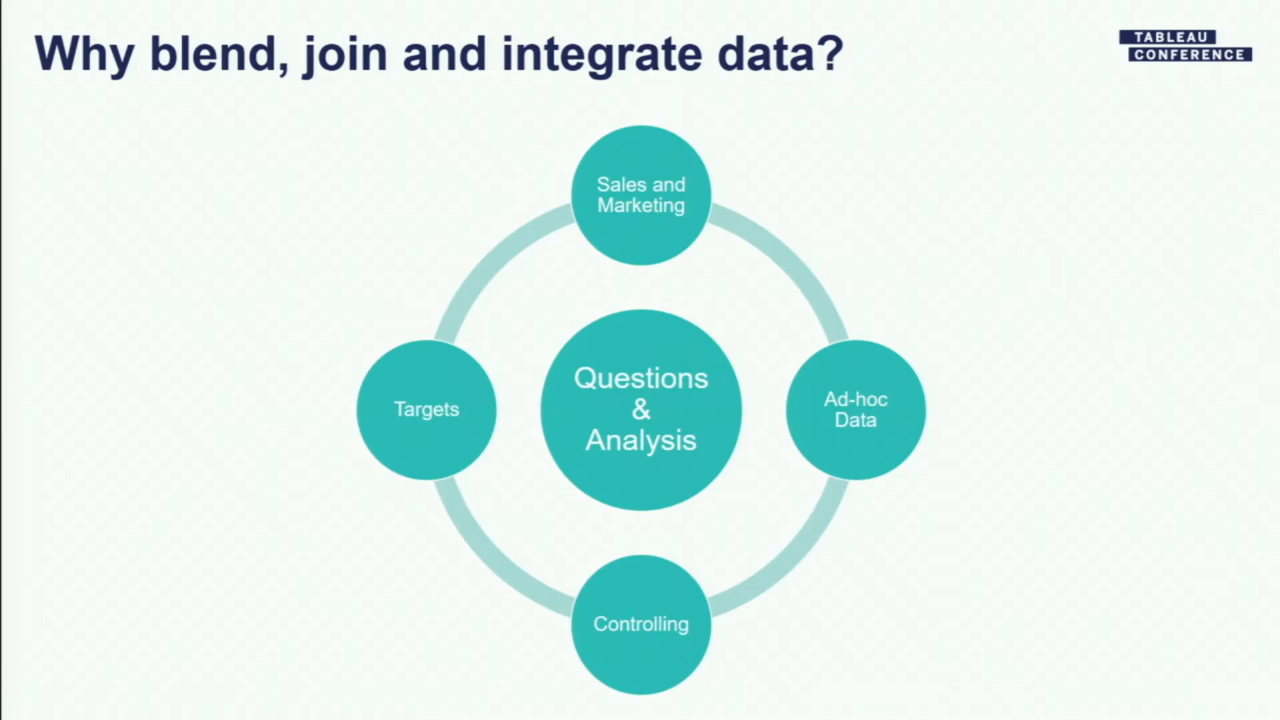 Why blend, join and integrate data?
TABLEAU
CONFERENCE
Sales and
Marketing
Targets
Questions
&
Analysis
Ad-hoc
Data
Controlling